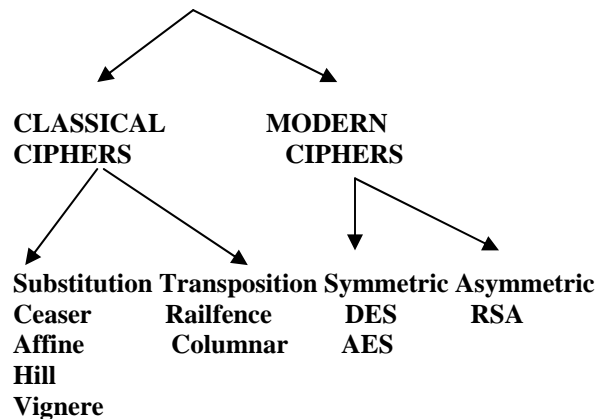 CLASSICAL MODERN
CIPHERS CIPHERS
Substitution Transposition Symmetric Asymmetric
Ceaser Railfence DES RSA
Affine Columnar AES
Hill
Vignere